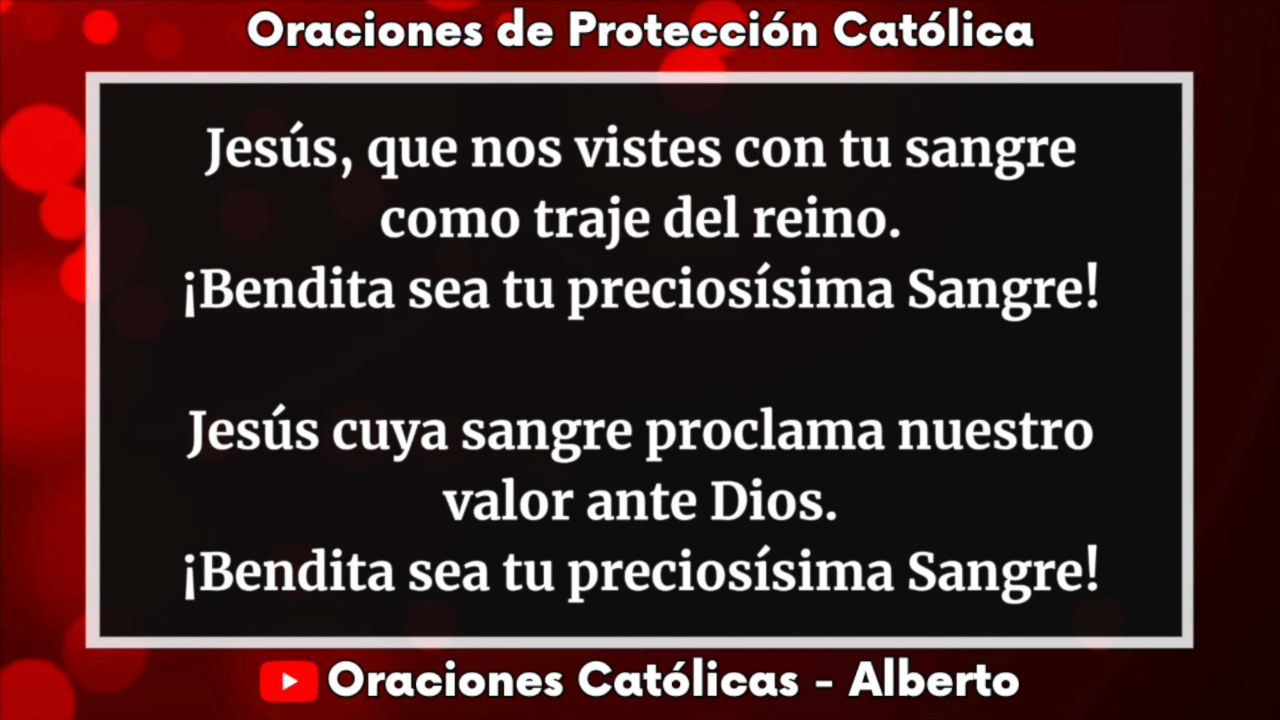 Oraciones de Protección Católica
Jesús, que nos vistes con tu sangre
como traje del reino.
¡Bendita sea tu preciosísima Sangre!
Jesús cuya sangre proclama nuestro
valor ante Dios.
¡Bendita sea tu preciosísima Sangre!
Oraciones Católicas - Alberto